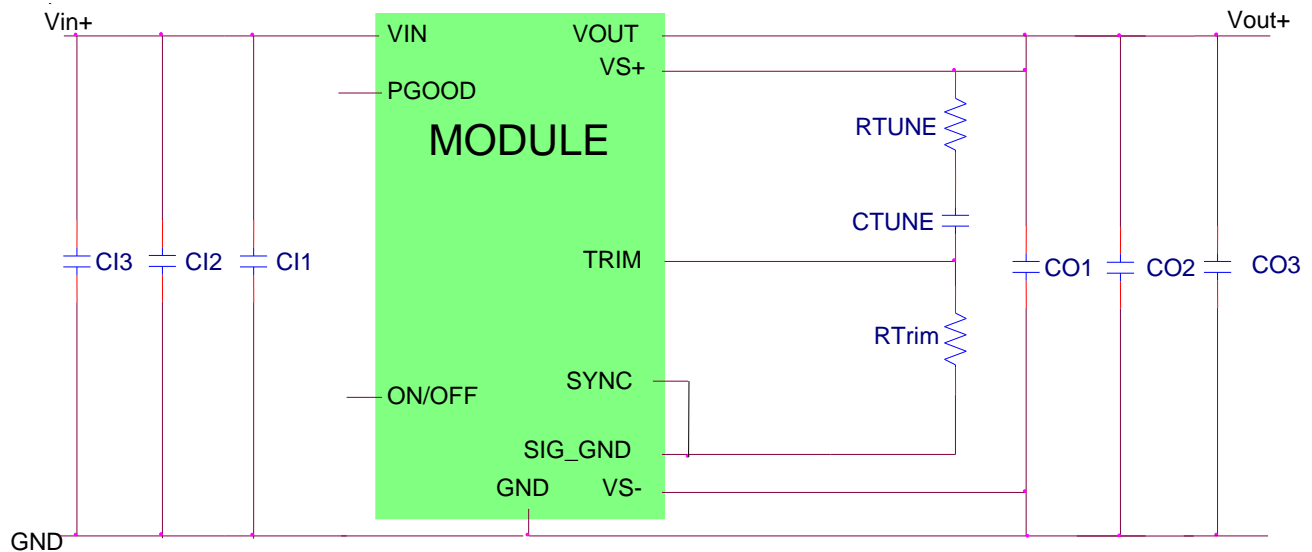 Vin+
Vout+
VIN
VOUT
VS+
PGOOD
MODULE
RTUNE
CTUNE
TRIM
CI3
CI2
CI1
CO1
CO2
CO3
RTrim
SYNC
ON/OFF
SIG_GND
GND
VS-
GND